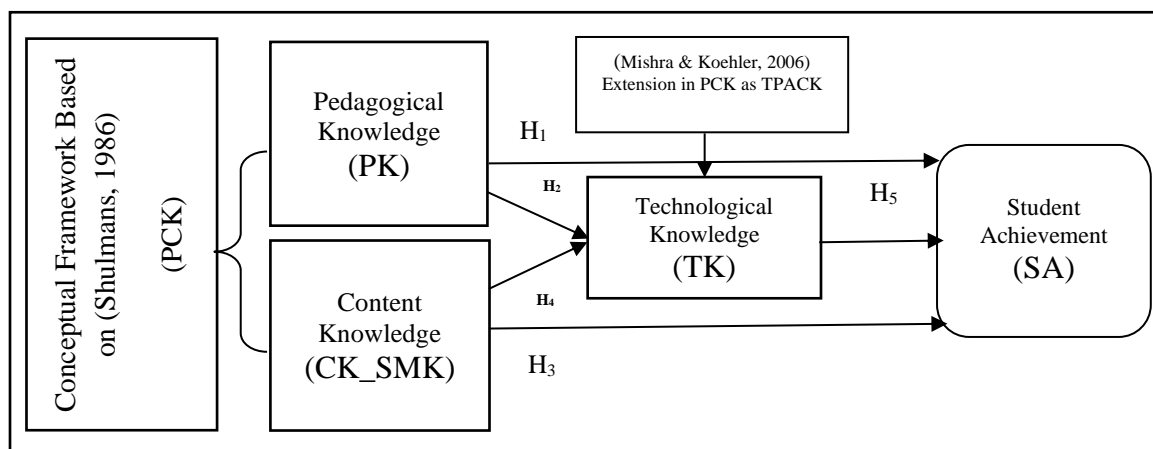 Conceptual Framework Based
on (Shulmans, 1986)
(PCK)
Pedagogical
Knowledge
(PK)
Content
Knowledge
(CK_SMK)
H1
H2
H4
H3
(Mishra & Koehler, 2006)
Extension in PCK as TPACK
Technological
Knowledge
(TK)
H5
Student
Achievement
(SA)